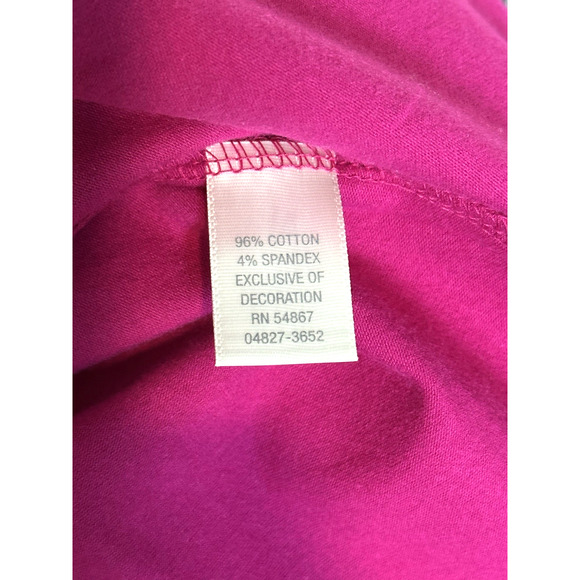 96% COTTON
4% SPANDEX
EXCLUSIVE OF
DECORATION
RN 54867
04827-3652